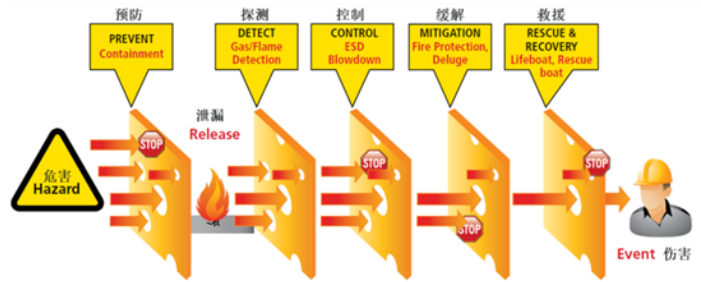 预防
探测
控制
缓解
救援
PREVENT
Containment
DETECT
Gas/Flame
Detection
CONTROL
ESD
Blowdown
MITIGATION
Fire Protection,
Deluge
RESCUE &
RECOVERY
Lifeboat, Rescue
boat
泄漏
Release
STOP
STOP
STOP
STOP
危害
Hazard
Event 伤害